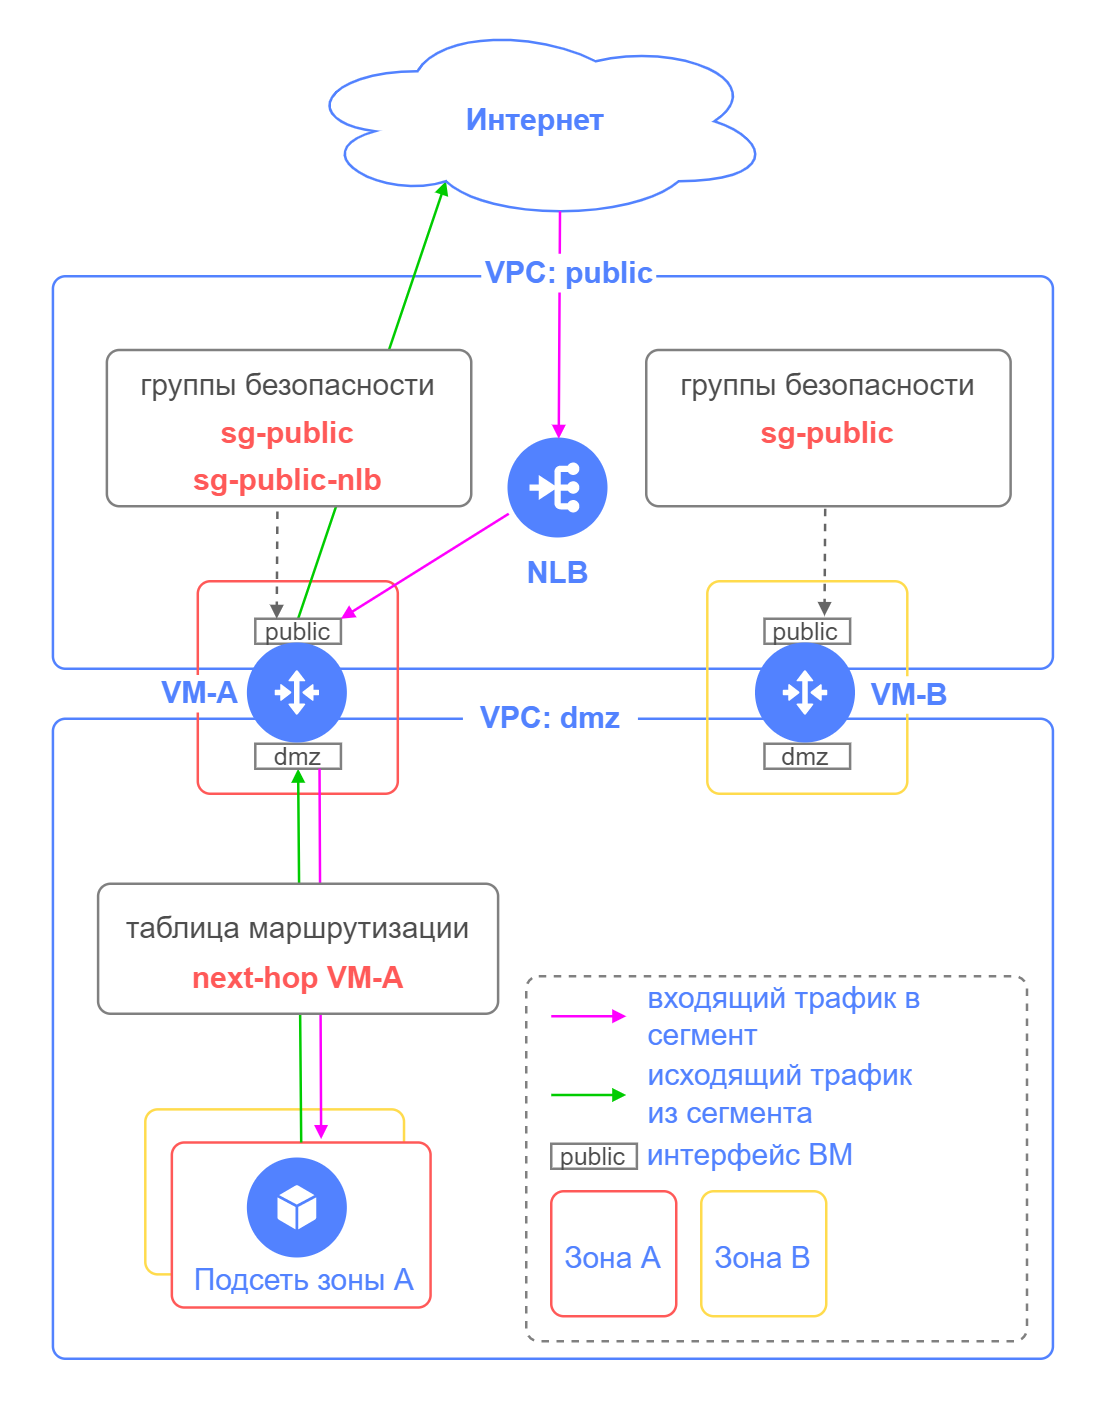 Интернет
VPC: public
группы безопасности
sg-public
sg-public-nlb
группы безопасности
sg-public
NLB
public
public
VM-A
VM-B
VPC: dmz
dmz
dmz
таблица маршрутизации
next-hop VM-A
входящий трафик в
сегмент
исходящий трафик
из сегмента
public
интерфейс ВМ
Зона A
Зона B
Подсеть зоны A